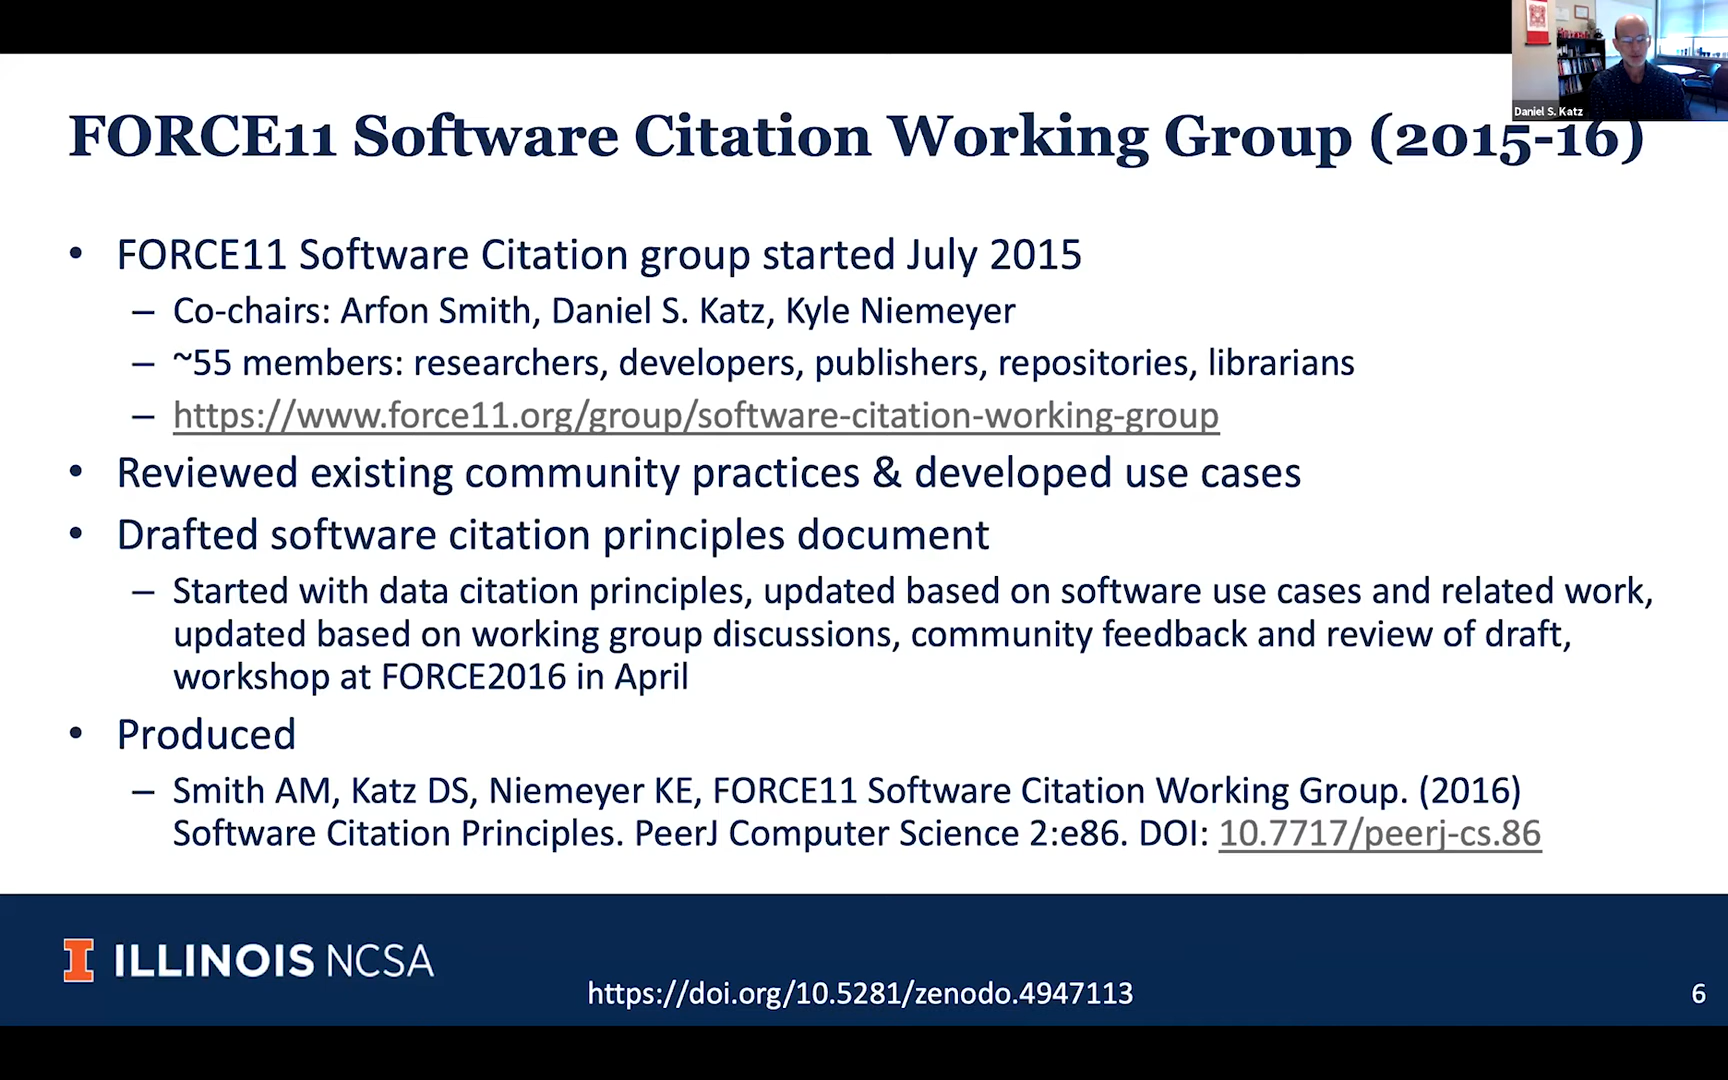 Daniel S. Katz
FORCE11 Software Citation Working Group (2015-16)
• FORCE11 Software Citation group started July 2015
– Co-chairs: Arfon Smith, Daniel S. Katz, Kyle Niemeyer
– ~55 members: researchers, developers, publishers, repositories, librarians
– https://www.force11.org/group/software-citation-working-group
• Reviewed existing community practices & developed use cases
• Drafted software citation principles document
– Started with data citation principles, updated based on software use cases and related work,
updated based on working group discussions, community feedback and review of draft,
workshop at FORCE2016 in April
• Produced
– Smith AM, Katz DS, Niemeyer KE, FORCE11 Software Citation Working Group. (2016)
Software Citation Principles. PeerJ Computer Science 2:e86. DOI: 10.7717/peerj-cs.86
I ILLINOIS NCSA
https://doi.org/10.5281/zenodo.4947113
6